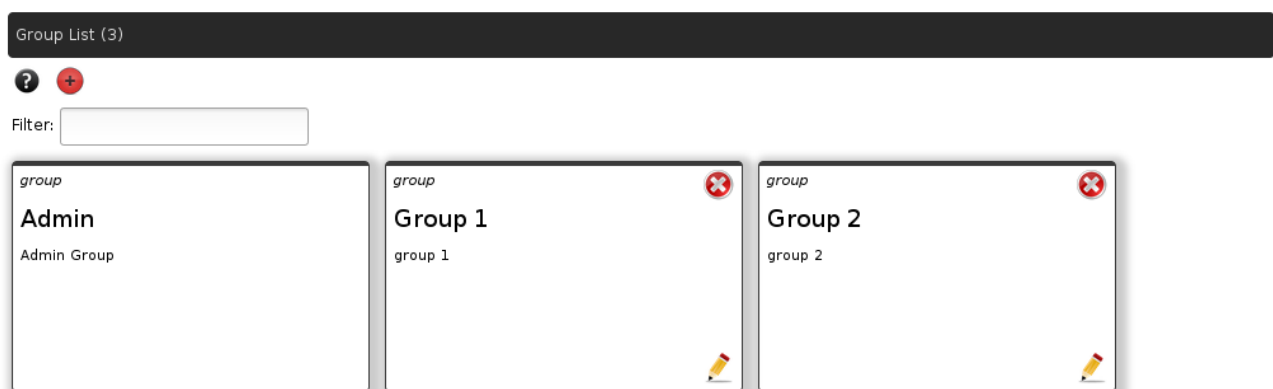 Group List (3)
?
+
Filter:
group
Admin
Admin Group
group
Group 1
group 1
group
Group 2
group 2